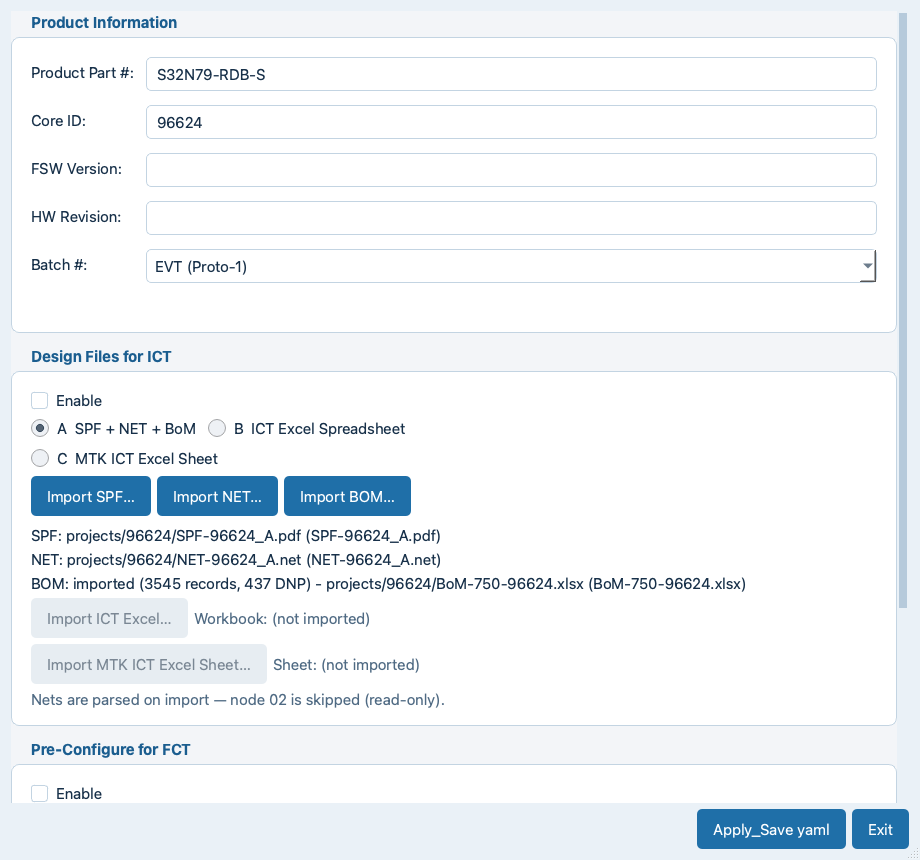 Product Information
Product Part #: S32N79-RDB-S
Core ID: 96624
FSW Version:
HW Revision:
Batch #: EVT (Proto-1)
Design Files for ICT
Enable
A SPF + NET + BoM B ICT Excel Spreadsheet
C MTK ICT Excel Sheet
Import SPF... Import NET... Import BOM...
SPF: projects/96624/SPF-96624_A.pdf (SPF-96624_A.pdf)
NET: projects/96624/NET-96624_A.net (NET-96624_A.net)
BOM: imported (3545 records, 437 DNP) - projects/96624/BoM-750-96624.xlsx (BoM-750-96624.xlsx)
Import ICT Excel... Workbook: (not imported)
Import MTK ICT Excel Sheet... Sheet: (not imported)
Nets are parsed on import — node 02 is skipped (read-only).
Pre-Configure for FCT
Enable
Apply_Save yaml Exit